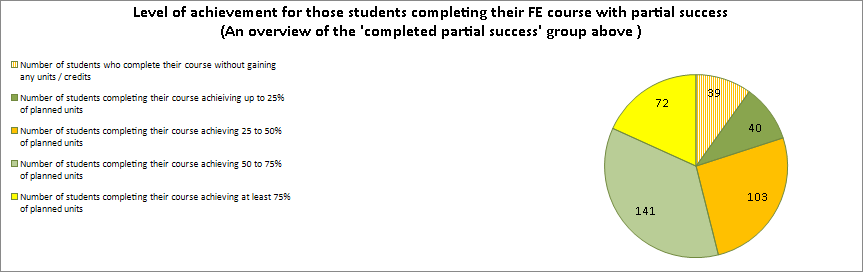 Level of achievement for those students completing their FE course with partial success
(An overview of the 'completed partial success' group above )
Number of students who complete their course without gaining
any units / credits
Number of students completing their course achieiving up to 25%
of planned units
Number of students completing their course achieving 25 to 50%
of planned units
Number of students completing their course achieving 50 to 75%
of planned units
Number of students completing their course achieving at least 75%
of planned units
39
40
103
141
72